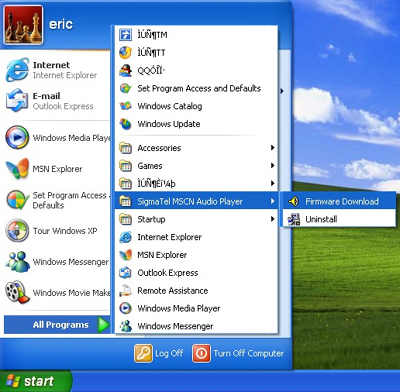 eric
Internet
Internet Explorer
E-mail
Outlook Express
Windows Media Playe
MSN Explorer
Set Program Access and
Defaults
Tour Windows XP
Windows Messenger
Windows Movie Make
All Programs
ÌÚÑ¶TM
ÌÚÑ¶TT
QQÓÎÏ·
Set Program Access and Defaults
Windows Catalog
Windows Update
Accessories
Games
ÌÚÑ¶Èí¼þ
SigmaTel MSCN Audio Player
Startup
Internet Explorer
MSN Explorer
Outlook Express
Remote Assistance
Windows Media Player
Windows Messenger
Firmware Download
Uninstall
Log Off
Turn Off Computer
start